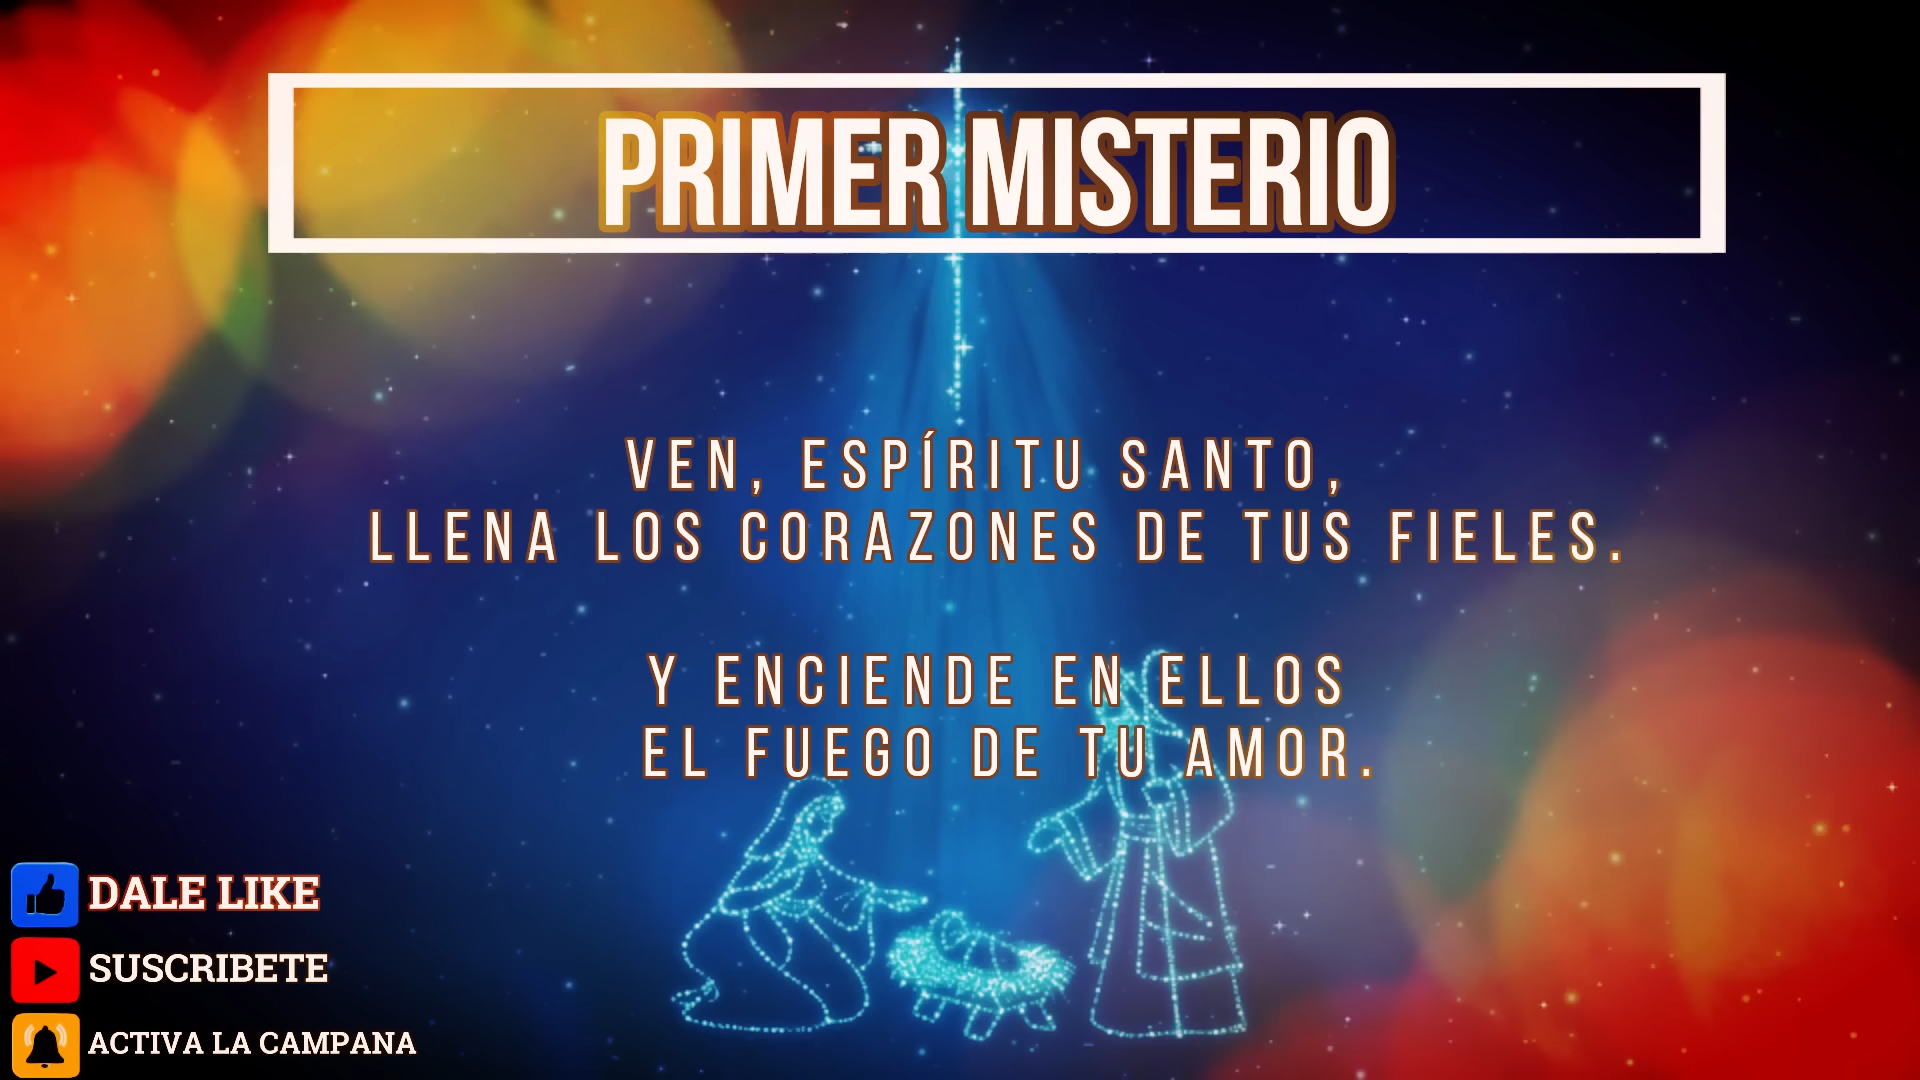 PRIMER MISTERIO
VEN, ESPÍRITU SANTO,
LLENA LOS CORAZONES DE TUS FIELES.
Y ENCIENDE EN ELLOS
EL FUEGO DE TU AMOR.
DALE LIKE
SUSCRIBETE
ACTIVA LA CAMPANA